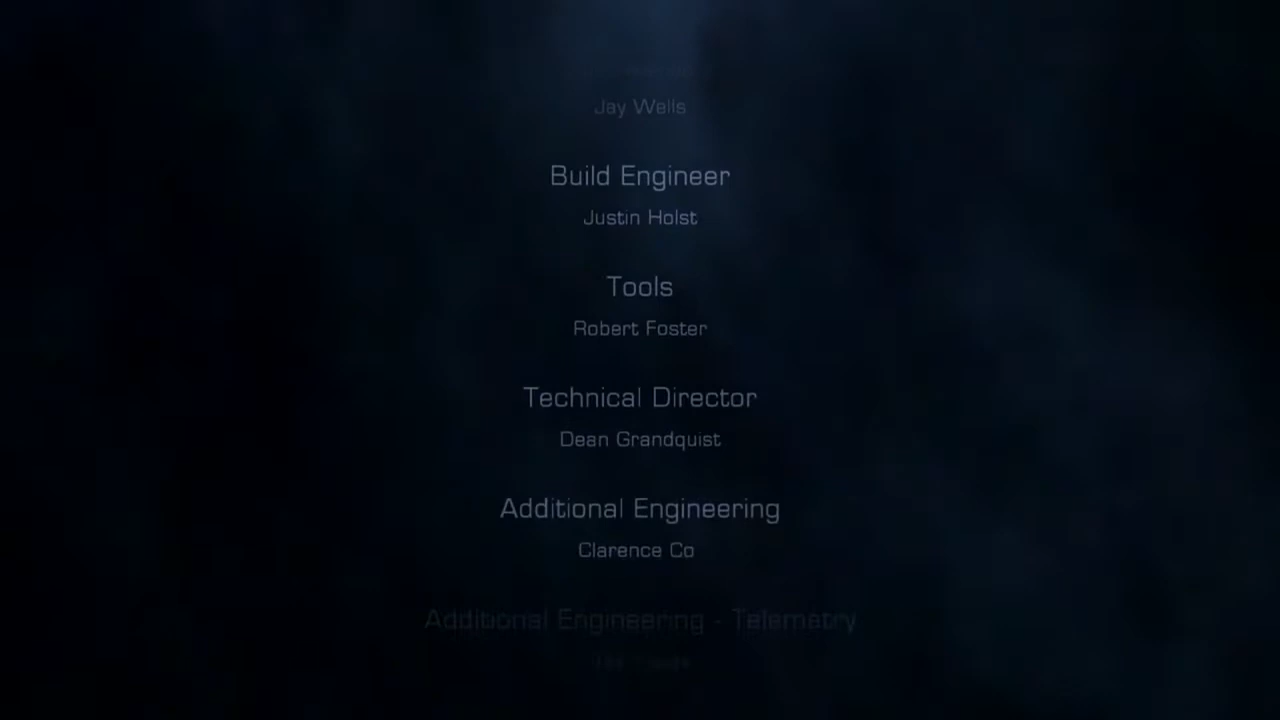 Jay Wells
Build Engineer
Justin Holst
Tools
Robert Foster
Technical Director
Dean Grandquist
Additional Engineering
Clarence Co
Additional Engineering - Telemetry